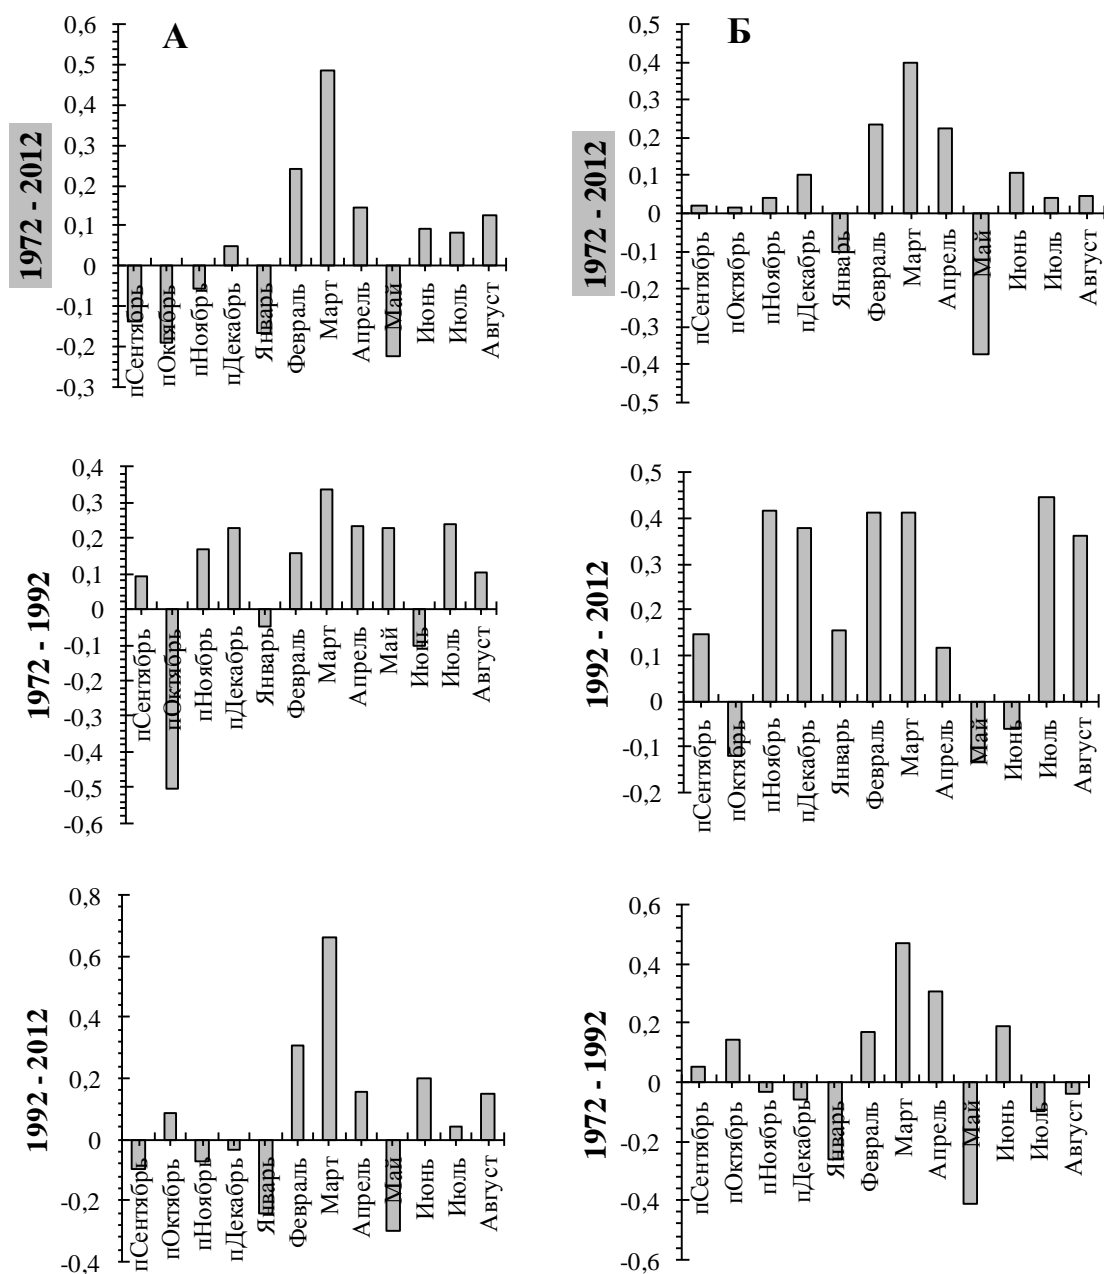 А
1972 - 2012
0,6
0,5
0,4
0,3
0,2
0,1
0
-0,1
-0,2
-0,3
пСентябрь
пОктябрь
пНоябрь
пДекабрь
Январь
Февраль
Март
Апрель
Май
Июнь
Июль
Август
Б
1972 - 2012
0,5
0,4
0,3
0,2
0,1
0
-0,1
-0,2
-0,3
-0,4
-0,5
пСентябрь
пОктябрь
пНоябрь
пДекабрь
Январь
Февраль
Март
Апрель
Май
Июнь
Июль
Август
1972 - 1992
0,4
0,3
0,2
0,1
0
-0,1
-0,2
-0,3
-0,4
-0,5
-0,6
пСентябрь
пОктябрь
пНоябрь
пДекабрь
Январь
Февраль
Март
Апрель
Май
Июнь
Июль
Август
1992 - 2012
0,5
0,4
0,3
0,2
0,1
0
-0,1
-0,2
пСентябрь
пОктябрь
пНоябрь
пДекабрь
Январь
Февраль
Март
Апрель
Май
Июнь
Июль
Август
1992 - 2012
0,8
0,6
0,4
0,2
0
-0,2
-0,4
пСентябрь
пОктябрь
пНоябрь
пДекабрь
Январь
Февраль
Март
Апрель
Май
Июнь
Июль
Август
1972 - 1992
0,6
0,4
0,2
0
-0,2
-0,4
-0,6
пСентябрь
пОктябрь
пНоябрь
пДекабрь
Январь
Февраль
Март
Апрель
Май
Июнь
Июль
Август